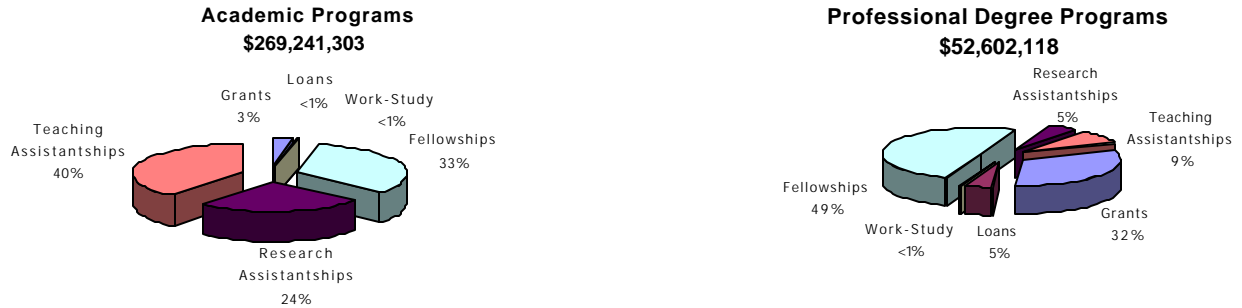 Academic Programs
$269,241,303
Loans
<1%
Grants
3%
Work-Study
<1%
Teaching
Assistantships
40%
Fellowships
33%
Research
Assistantships
24%
Professional Degree Programs
$52,602,118
Research
Assistantships
5%
Teaching
Assistantships
9%
Fellowships
49%
Work-Study
<1%
Loans
5%
Grants
32%